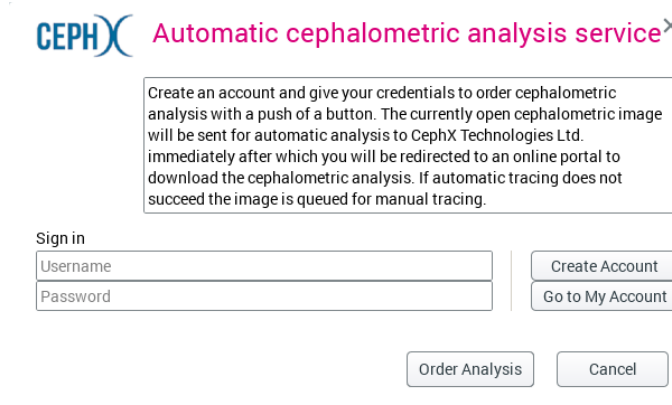 CEPHX Automatic cephalometric analysis service
Create an account and give your credentials to order cephalometric
analysis with a push of a button. The currently open cephalometric image
will be sent for automatic analysis to CephX Technologies Ltd.
immediately after which you will be redirected to an online portal to
download the cephalometric analysis. If automatic tracing does not
succeed the image is queued for manual tracing.
Sign in
Username
Create Account
Password
Go to My Account
Order Analysis
Cancel